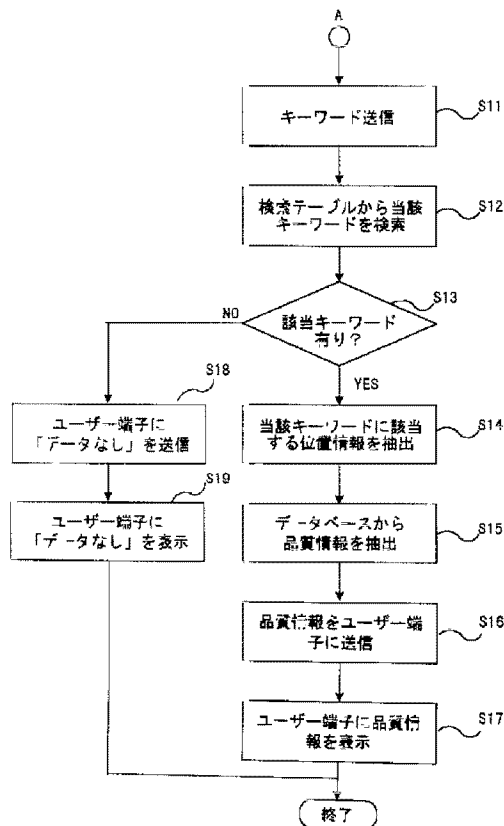 A
キーワード送信
S11
検索テーブルから当該
キーワードを検索
S12
該当キーワード
有り?
S13
NO
YES
S18
ユーザー端子に
「データなし」を送信
当該キーワードに該当
する位置情報を抽出
S14
S19
ユーザー端子に
「データなし」を表示
データベースから
品質情報を抽出
S15
品質情報をユーザー端
子に送信
S16
ユーザー端子に品質情
報を表示
S17
終了